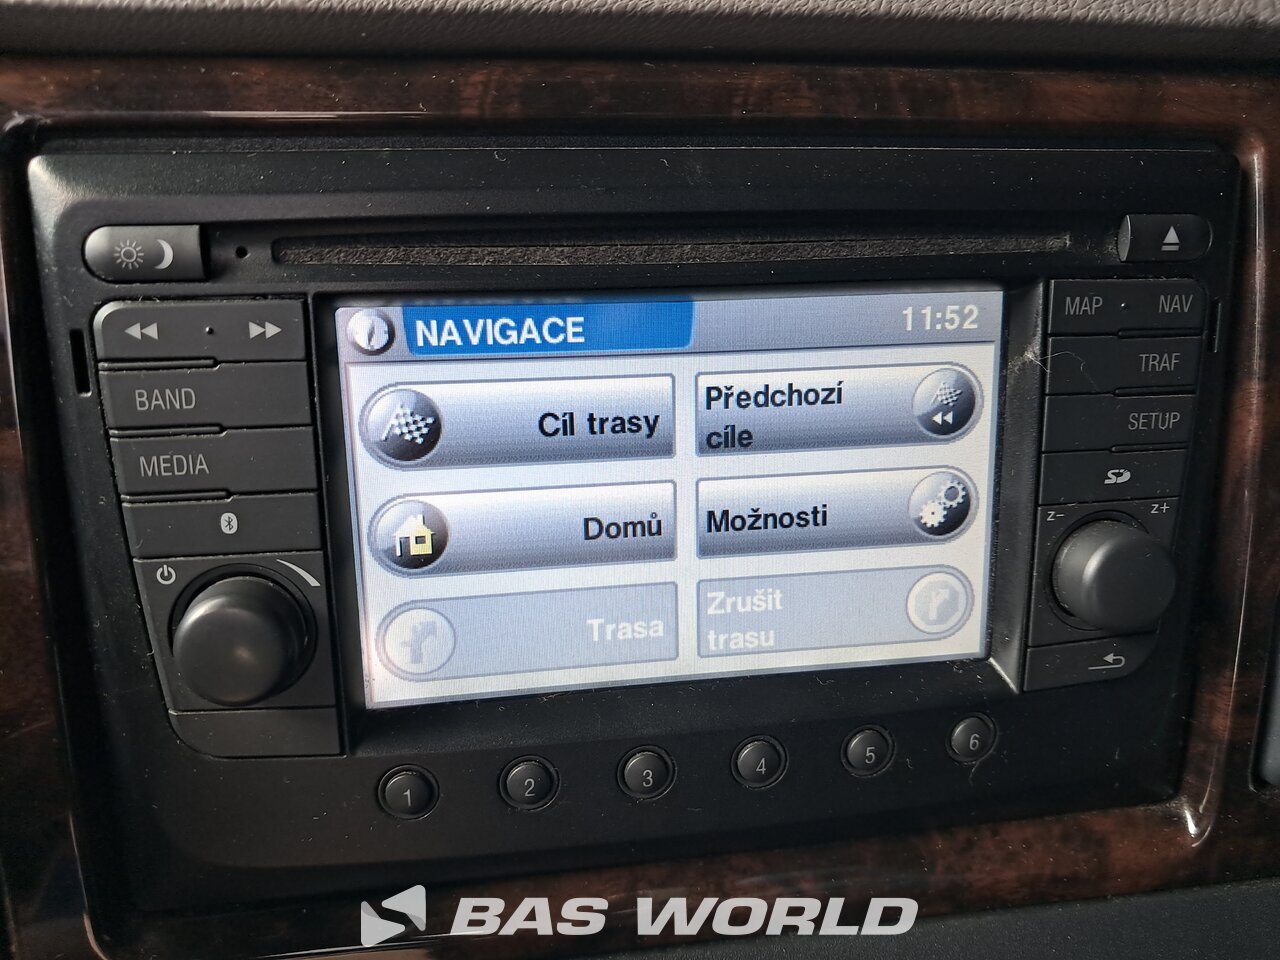 NAVIGACE
11:52
Cíl trasy
Předchozí
cíle
Domů
Možnosti
Trasa
Zrušit
trasu
BAND
MEDIA
MAP · NAV
TRAF
SETUP
z- z+
1 2 3 4 5 6
BAS WORLD